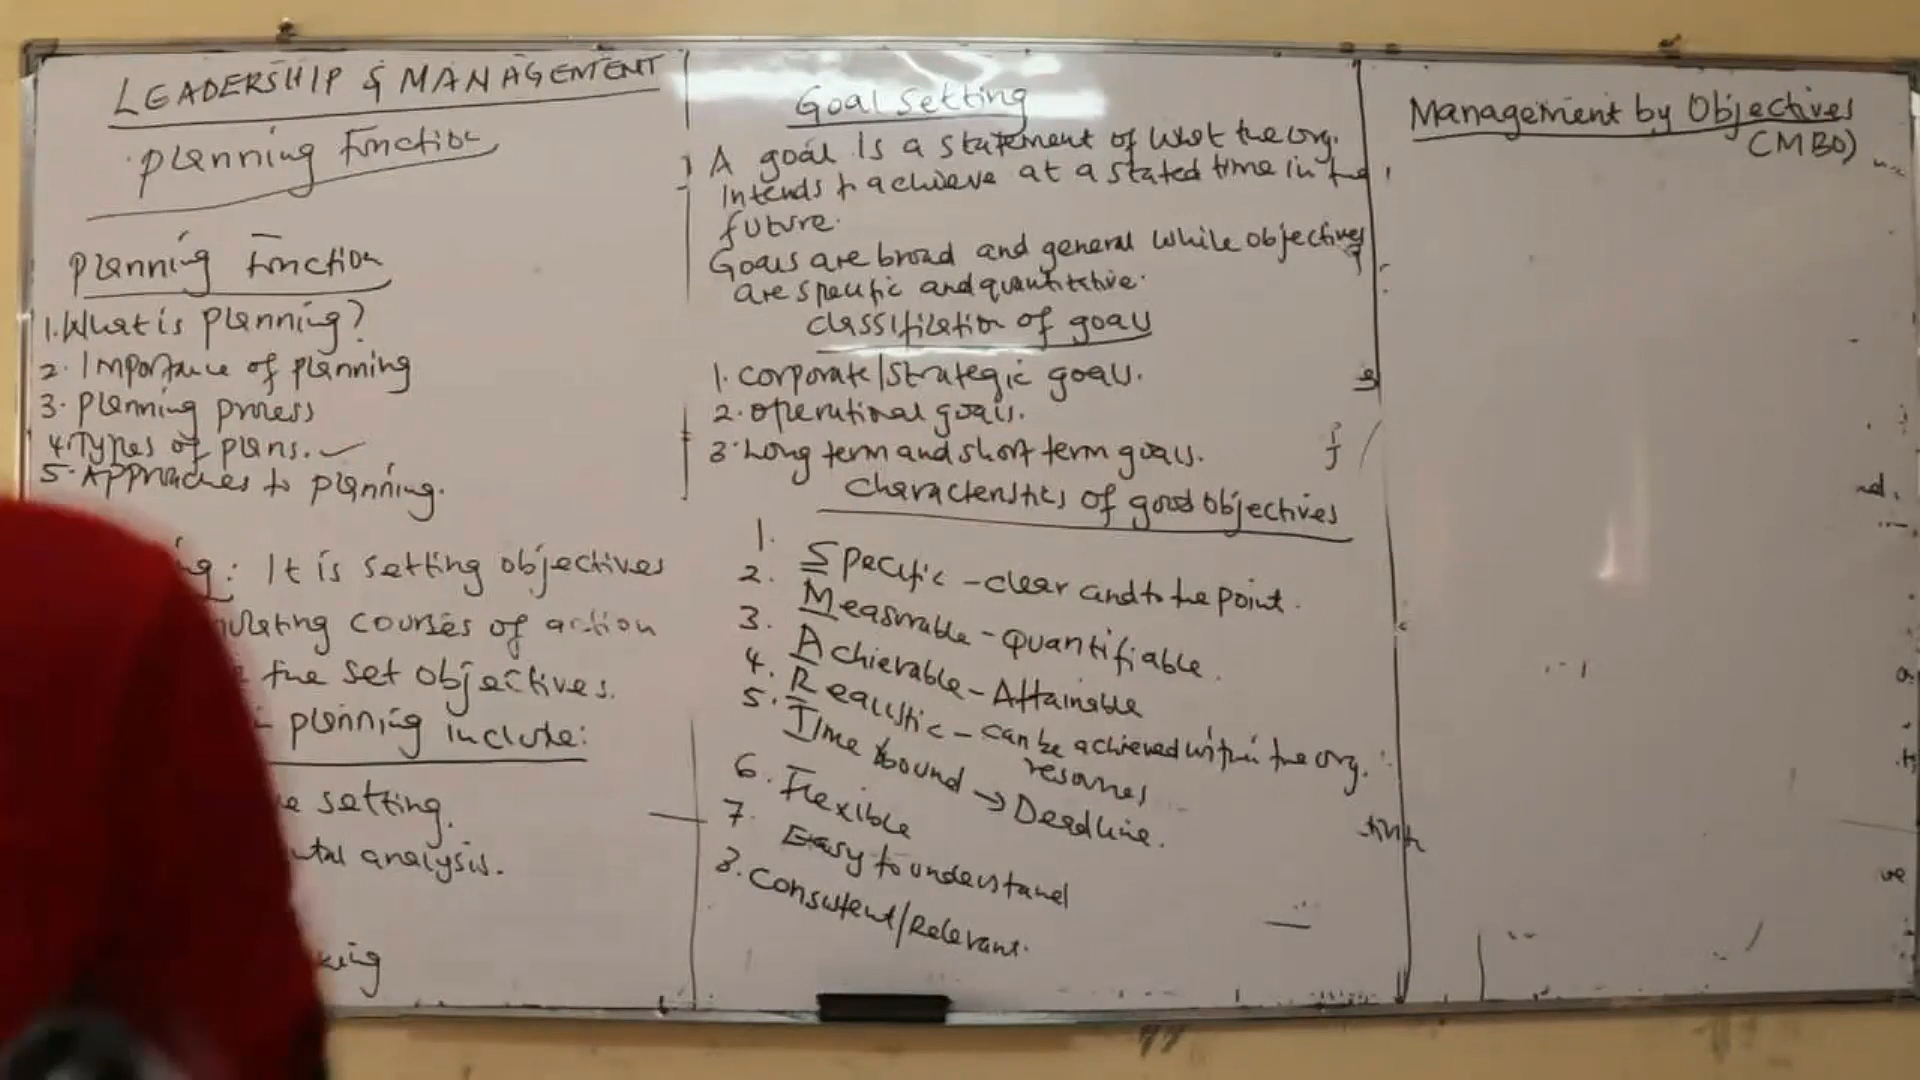 LEADERSHIP & MANAGEMENT
Planning Function
Planning Function
1. What is planning?
2. Importance of planning
3. Planning process
4. Types of plans. ✓
5. Approaches to planning.
ng: It is setting objectives
ulating courses of action
the set objectives.
planning include:
setting.
ntal analysis.
king
Goal Setting
A goal is a statement of what the org.
intends to achieve at a stated time in the
future.
Goals are broad and general while objectives
are specific and quantitative.
Classification of goals
1. Corporate/Strategic goals.
2. Operational goals.
3. Long term and short term goals.
Characteristics of good objectives
1. Specific - clear and to the point.
2. Measurable - Quantifiable.
3. Achievable - Attainable
4. Realistic - can be achieved within the org.
resources
5. Time bound → Deadline.
6. Flexible
7. Easy to understand
8. Consistent/Relevant.
Management by Objectives
(MBO)